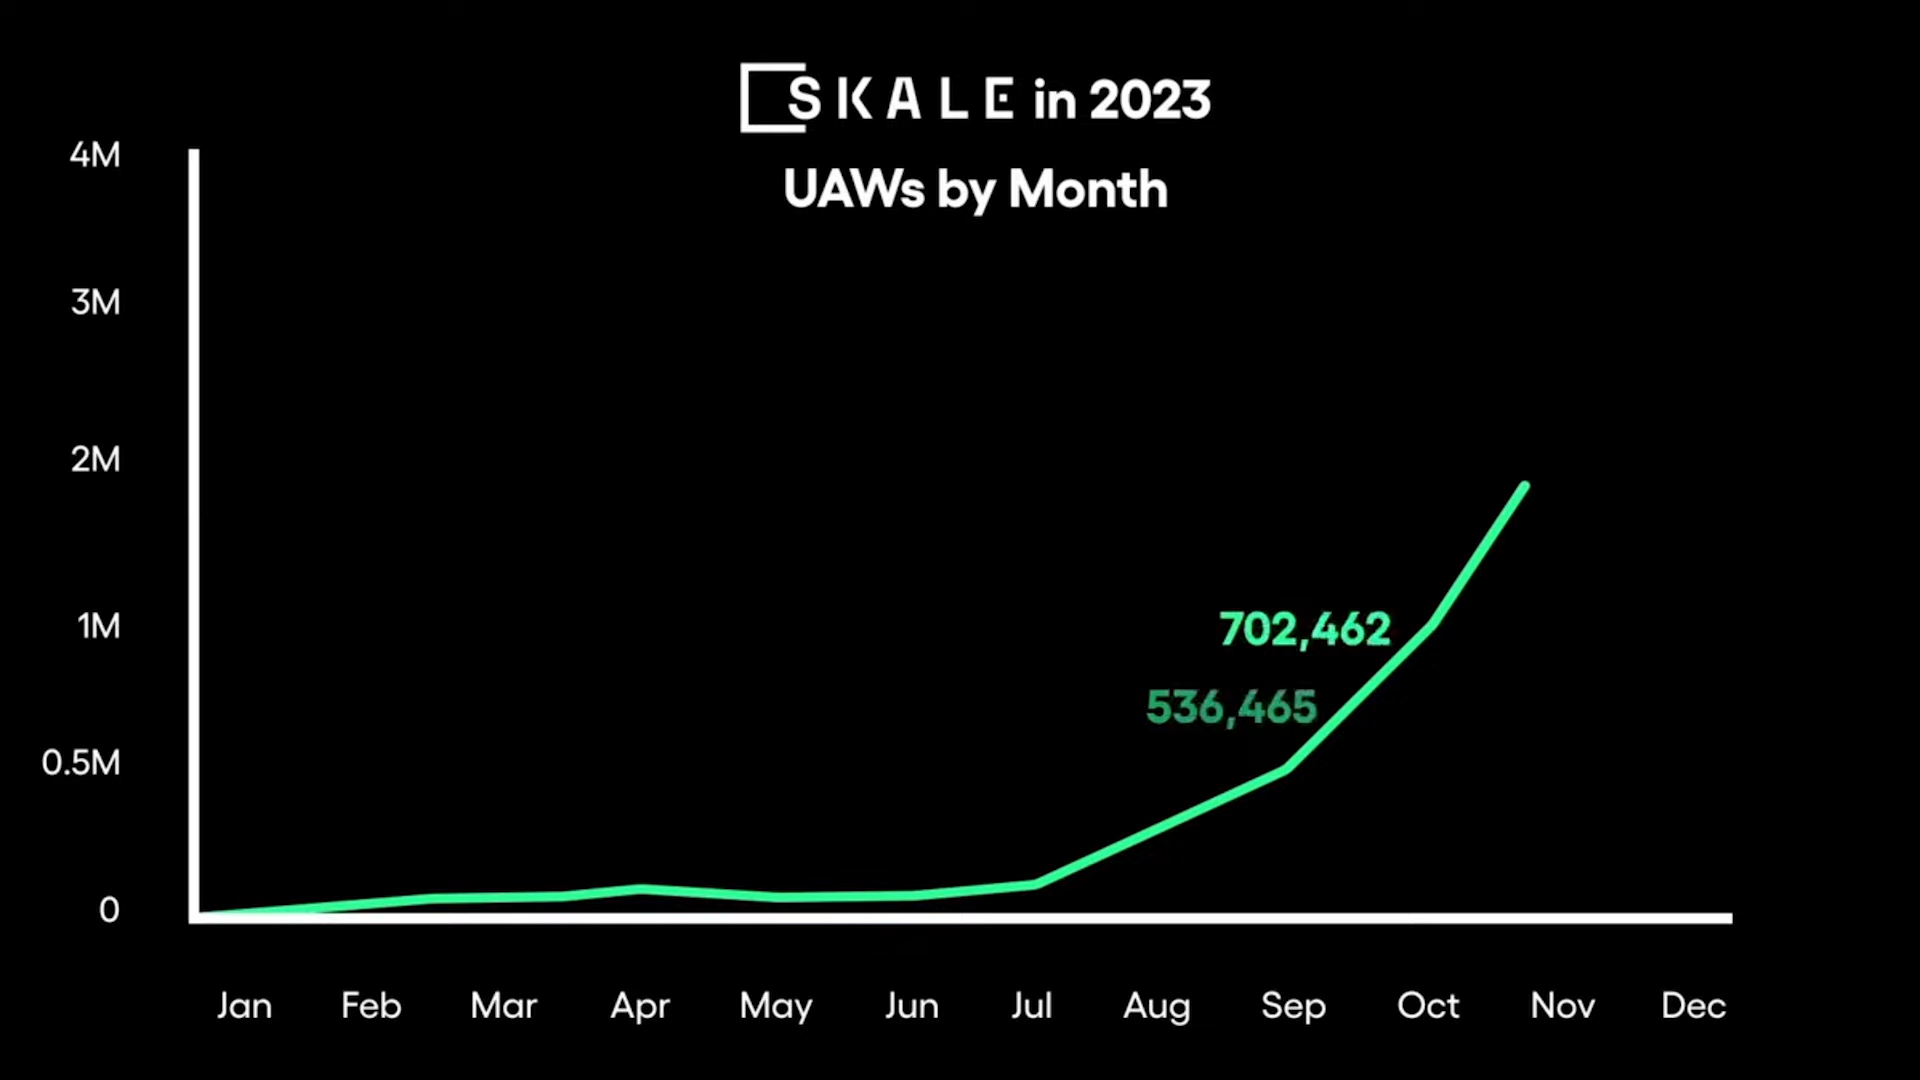 SKALE in 2023
UAWs by Month
4M
3M
2M
1M
0.5M
0
702,462
536,465
Jan Feb Mar Apr May Jun Jul Aug Sep Oct Nov Dec